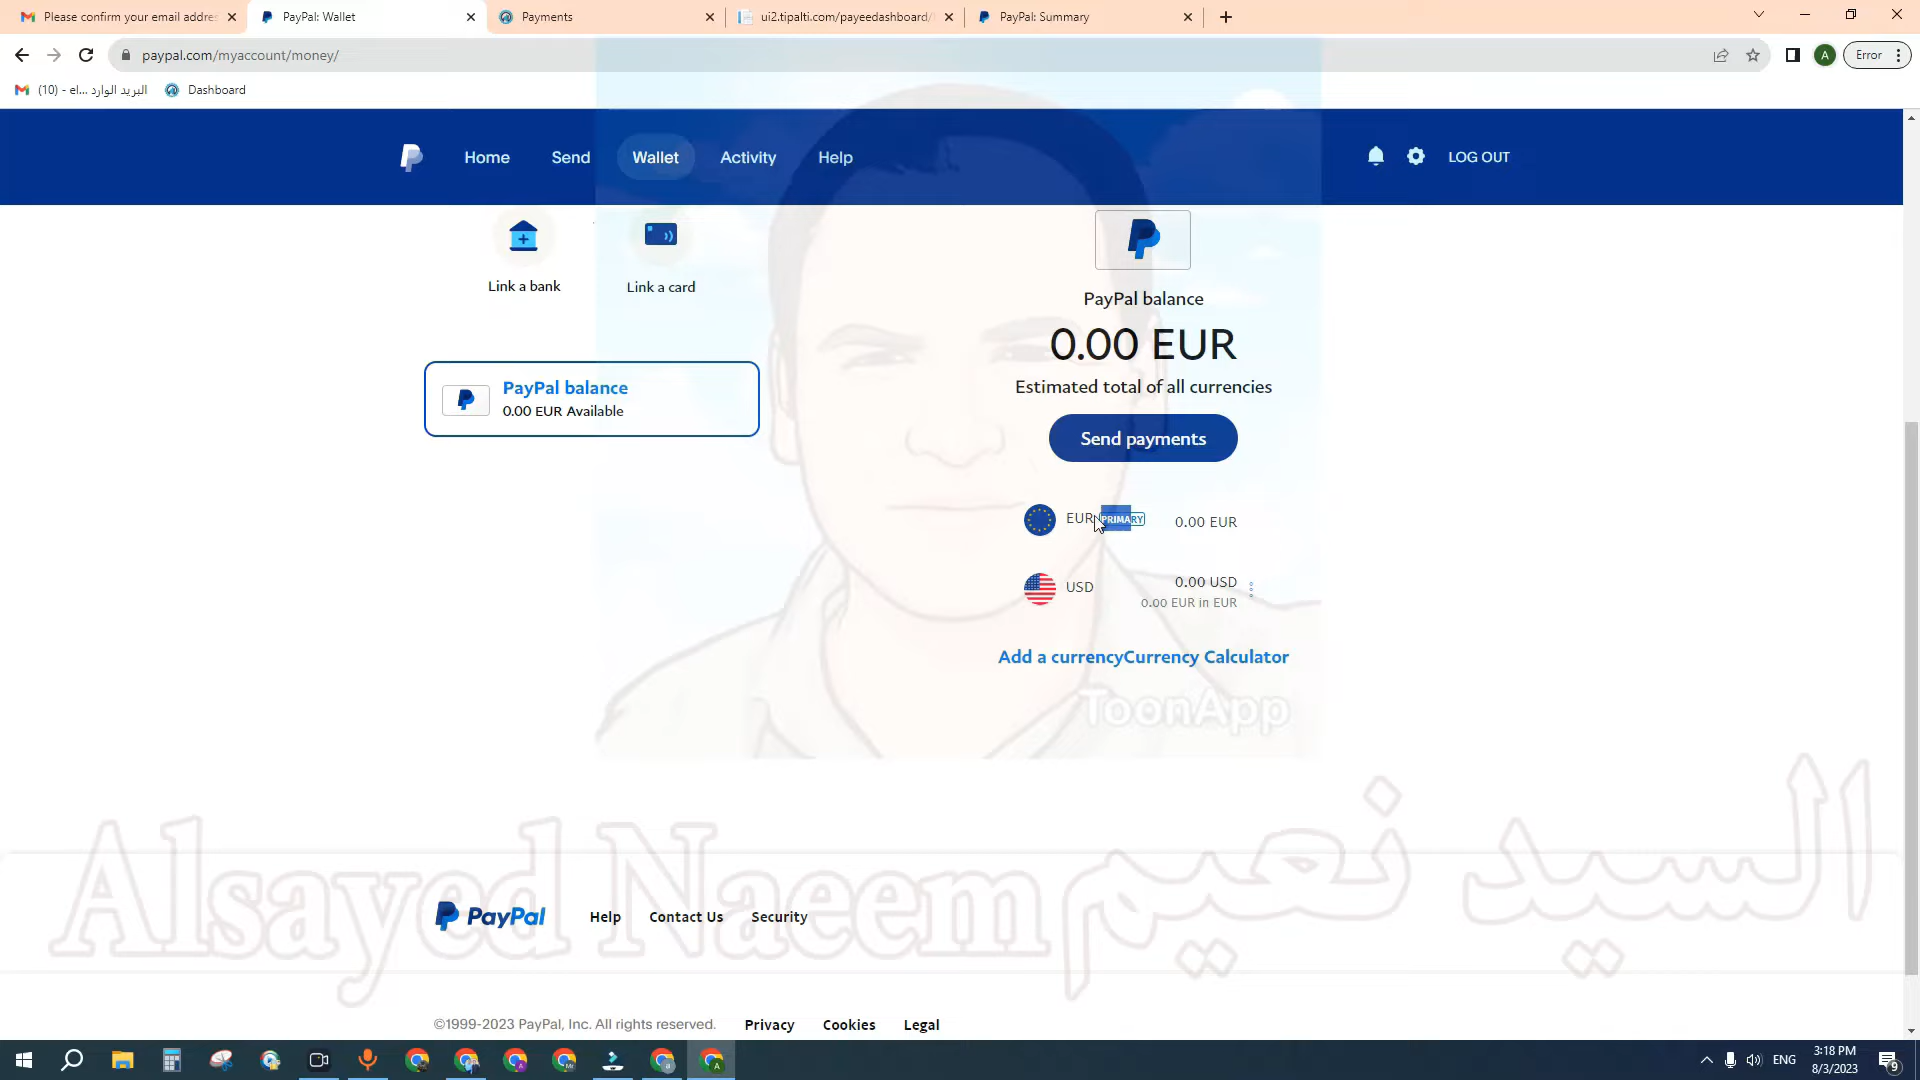 Please confirm your email addres
PayPal: Wallet
Payments
ui2.tipalti.com/payeedashboard/
PayPal: Summary
paypal.com/myaccount/money/
A
Error
(10) - el... البريد الوارد
Dashboard
Home
Send
Wallet
Activity
Help
LOG OUT
Link a bank
Link a card
PayPal balance
0.00 EUR Available
PayPal balance
0.00 EUR
Estimated total of all currencies
Send payments
EUR PRIMARY 0.00 EUR
USD 0.00 USD
0.00 EUR in EUR
Add a currencyCurrency Calculator
ToonApp
Alsayed Naeem السيد نعيم
PayPal Help Contact Us Security
©1999-2023 PayPal, Inc. All rights reserved. Privacy Cookies Legal
ENG
3:18 PM
8/3/2023
9